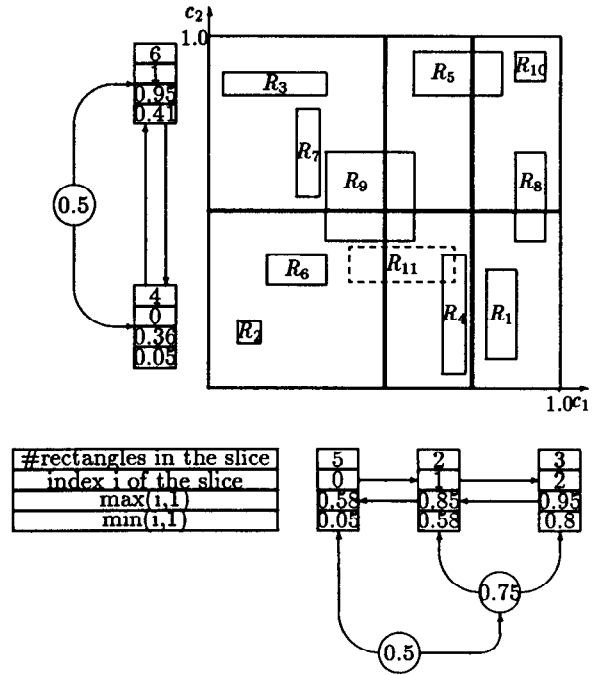 c2
1.0
6
1
0.95
0.41
0.5
4
0
0.36
0.05
R3
R5
R10
R7
R9
R8
R6
R11
R2
R4
R1
1.0c1
#rectangles in the slice
index i of the slice
max(i,1)
min(i,1)
5
0
0.58
0.05
2
1
0.85
0.58
3
2
0.95
0.8
0.75
0.5